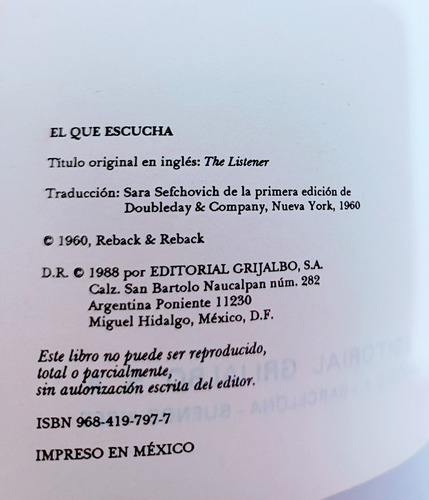 EL QUE ESCUCHA
Título original en inglés: The Listener
Traducción: Sara Sefchovich de la primera edición de
Doubleday & Company, Nueva York, 1960
© 1960, Reback & Reback
D.R. © 1988 por EDITORIAL GRIJALBO, S.A.
Calz. San Bartolo Naucalpan núm. 282
Argentina Poniente 11230
Miguel Hidalgo, México, D.F.
Este libro no puede ser reproducido,
total o parcialmente,
sin autorización escrita del editor.
ISBN 968-419-797-7
IMPRESO EN MÉXICO